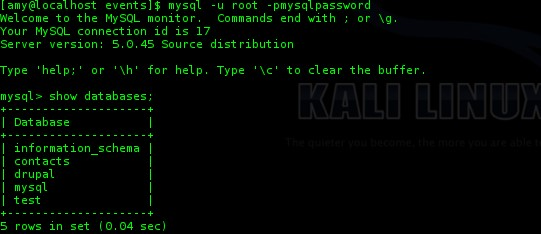 [amy@localhost events]$ mysql -u root -pmysqlpassword
Welcome to the MySQL monitor.  Commands end with ; or \g.
Your MySQL connection id is 17
Server version: 5.0.45 Source distribution
Type 'help;' or '\h' for help. Type '\c' to clear the buffer.
mysql> show databases;
+--------------------+
| Database           |
+--------------------+
| information_schema |
| contacts           |
| drupal             |
| mysql              |
| test               |
+--------------------+
5 rows in set (0.04 sec)
KALI LINUX
The quieter you become, the more you are able